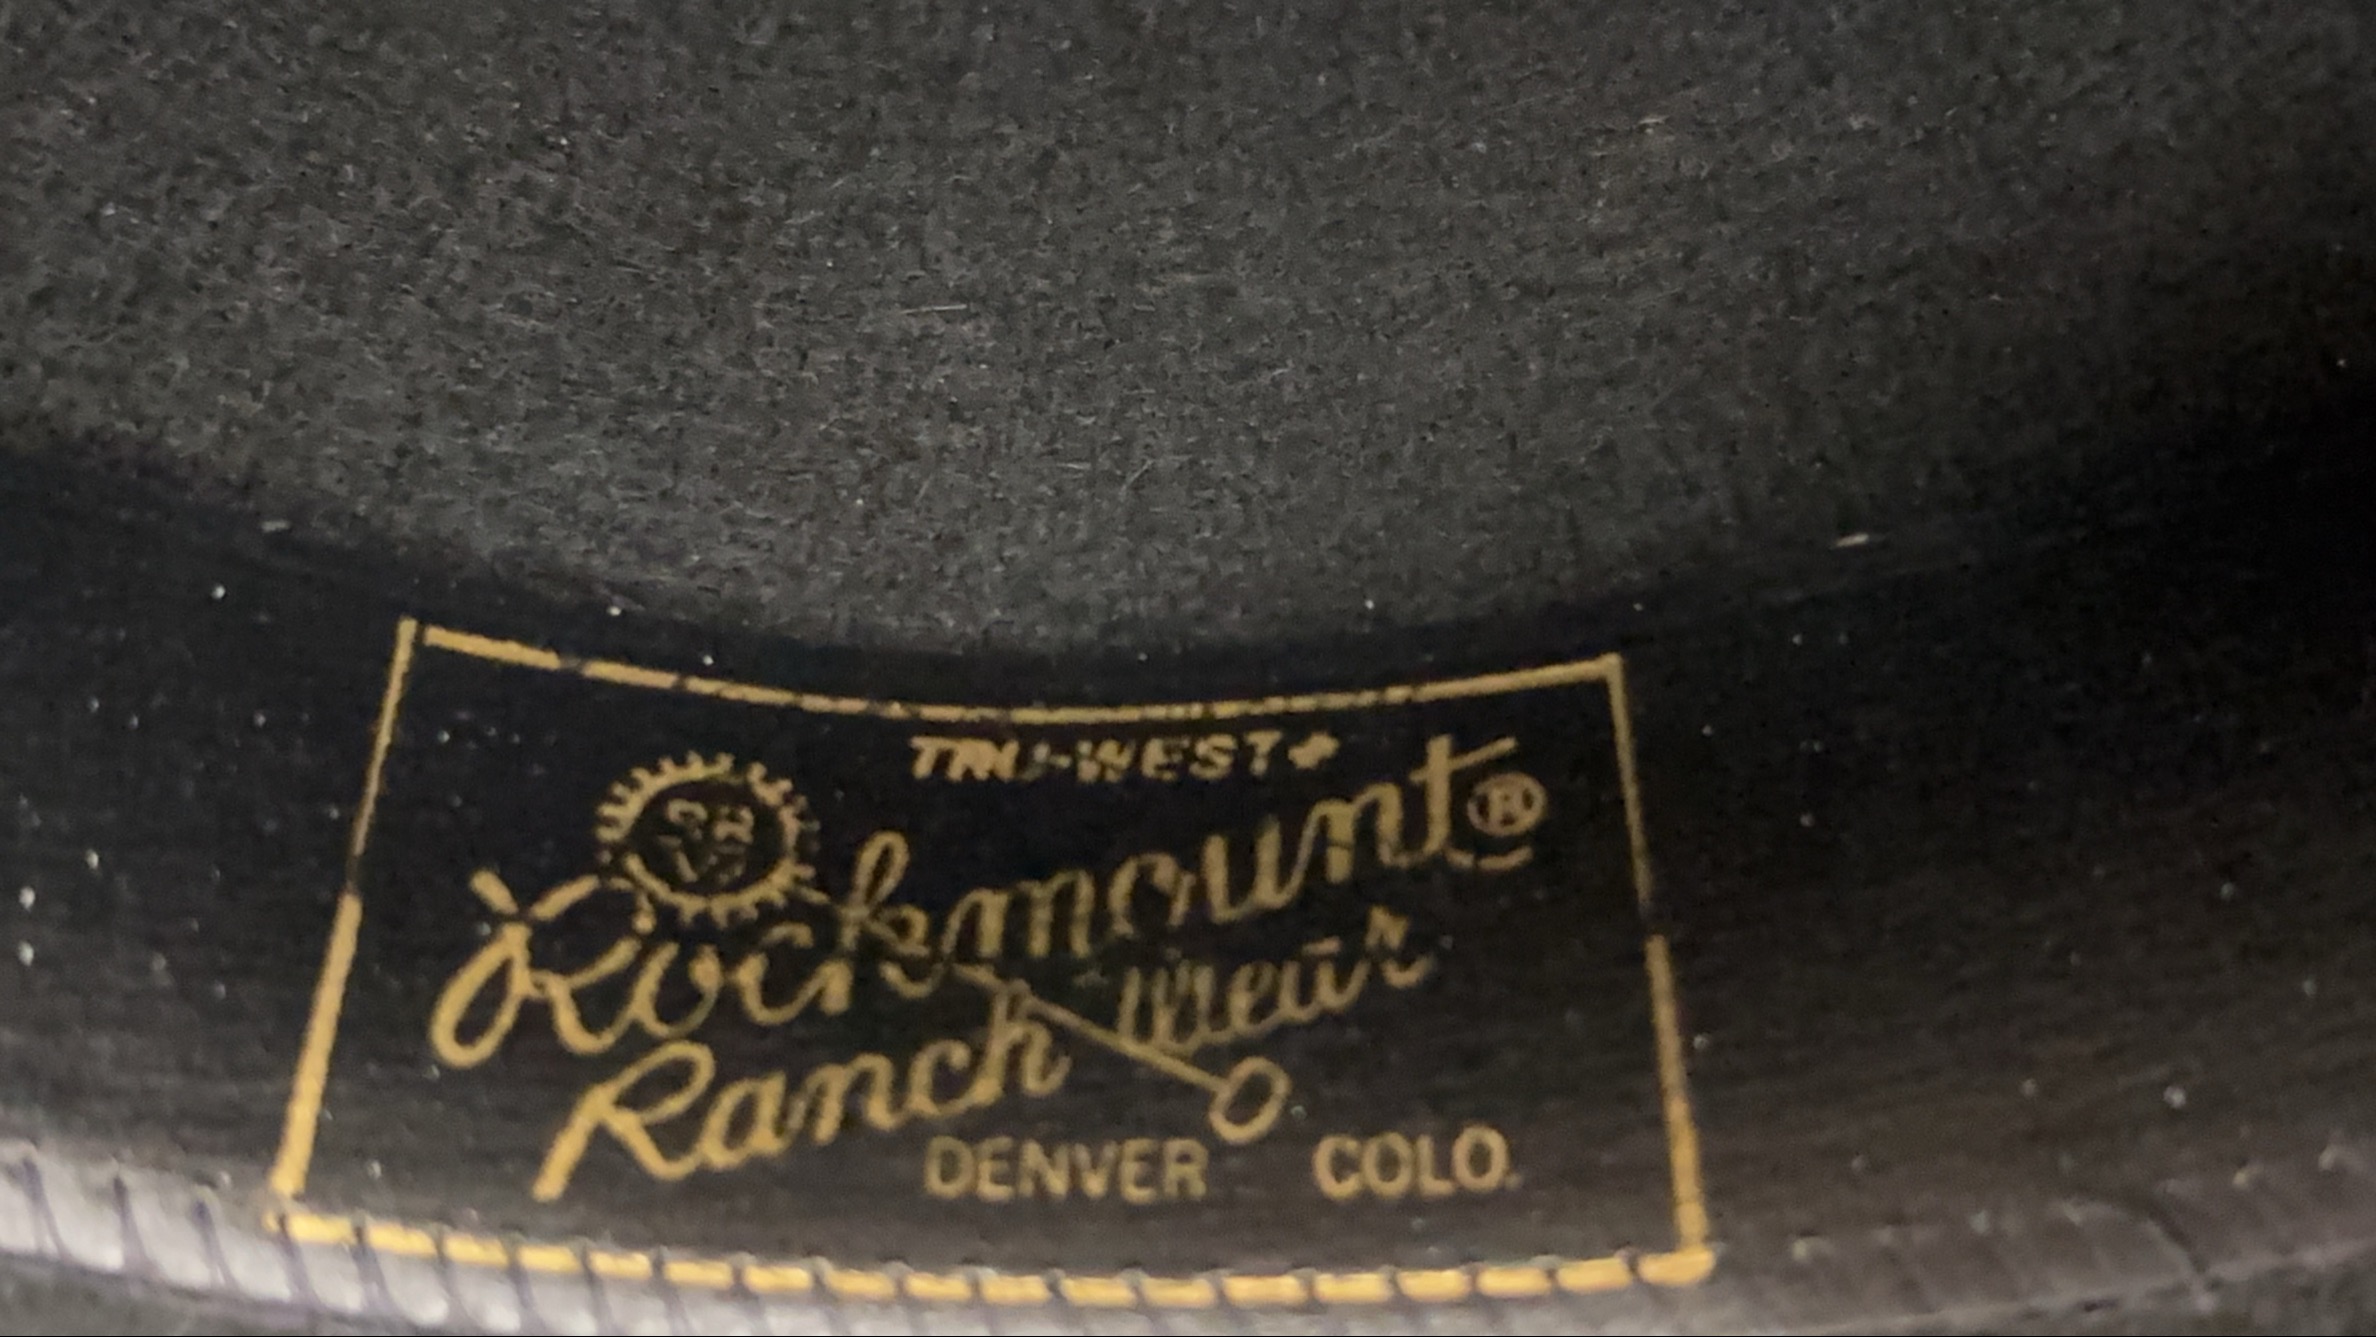 TRU-WEST
Rockmount®
Ranch Wear
DENVER COLO.